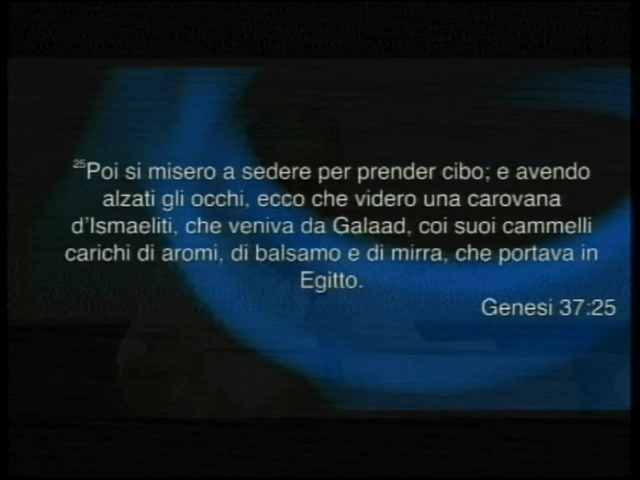 ²⁵Poi si misero a sedere per prender cibo; e avendo
alzati gli occhi, ecco che videro una carovana
d'Ismaeliti, che veniva da Galaad, coi suoi cammelli
carichi di aromi, di balsamo e di mirra, che portava in
Egitto.
Genesi 37:25